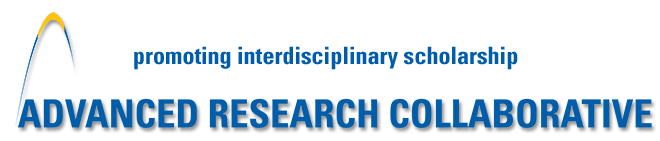 promoting interdisciplinary scholarship
ADVANCED RESEARCH COLLABORATIVE